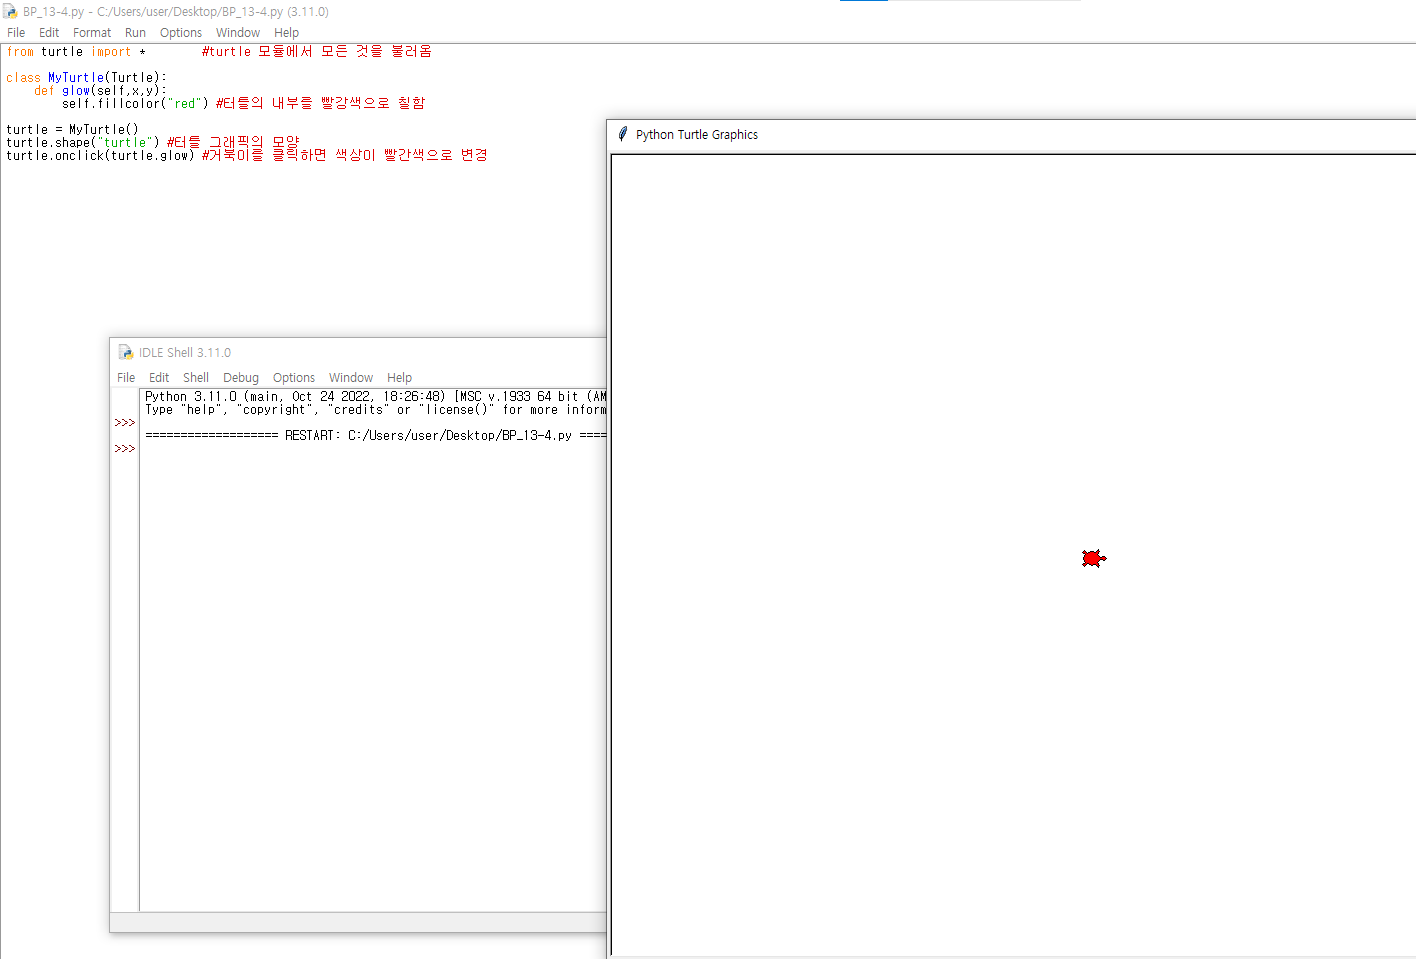 BP_13-4.py - C:/Users/user/Desktop/BP_13-4.py (3.11.0)
File Edit Format Run Options Window Help
from turtle import * #turtle 모듈에서 모든 것을 불러옴
class MyTurtle(Turtle):
def glow(self,x,y):
self.fillcolor("red") #터틀의 내부를 빨강색으로 칠함
turtle = MyTurtle()
turtle.shape("turtle") #터틀 그래픽의 모양
turtle.onclick(turtle.glow) #거북이를 클릭하면 색상이 빨간색으로 변경
Python Turtle Graphics
IDLE Shell 3.11.0
File Edit Shell Debug Options Window Help
Python 3.11.0 (main, Oct 24 2022, 18:26:48) [MSC v.1933 64 bit (AM
Type "help", "copyright", "credits" or "license()" for more inform
>>>
=================== RESTART: C:/Users/user/Desktop/BP_13-4.py ====
>>>